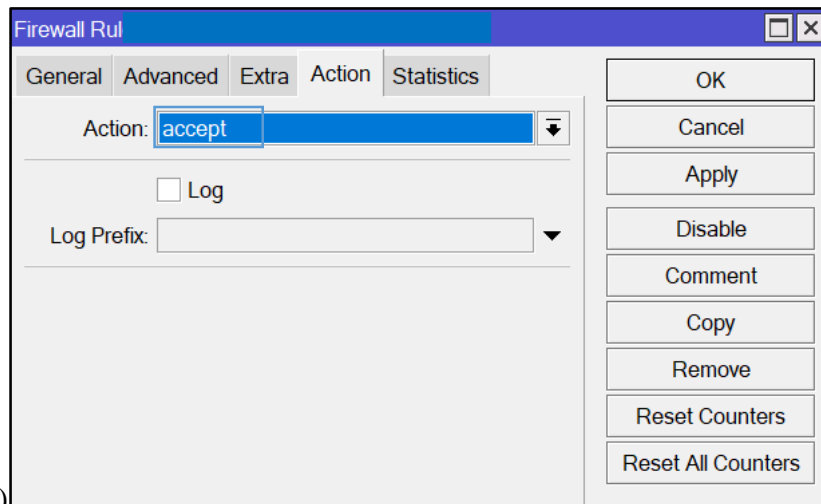 Firewall Rul
General Advanced Extra Action Statistics
Action: accept
Log
Log Prefix:
OK
Cancel
Apply
Disable
Comment
Copy
Remove
Reset Counters
Reset All Counters
)